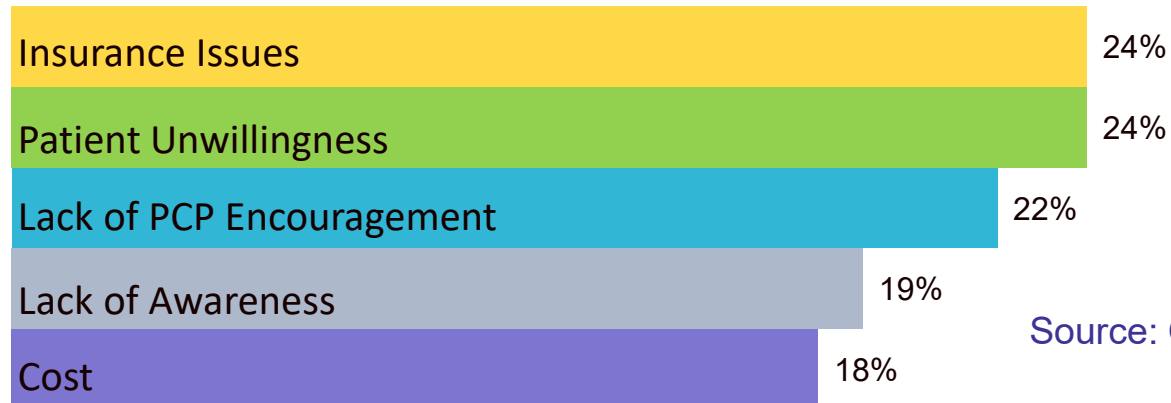 Insurance Issues 24%
Patient Unwillingness 24%
Lack of PCP Encouragement 22%
Lack of Awareness 19%
Source:
Cost 18%